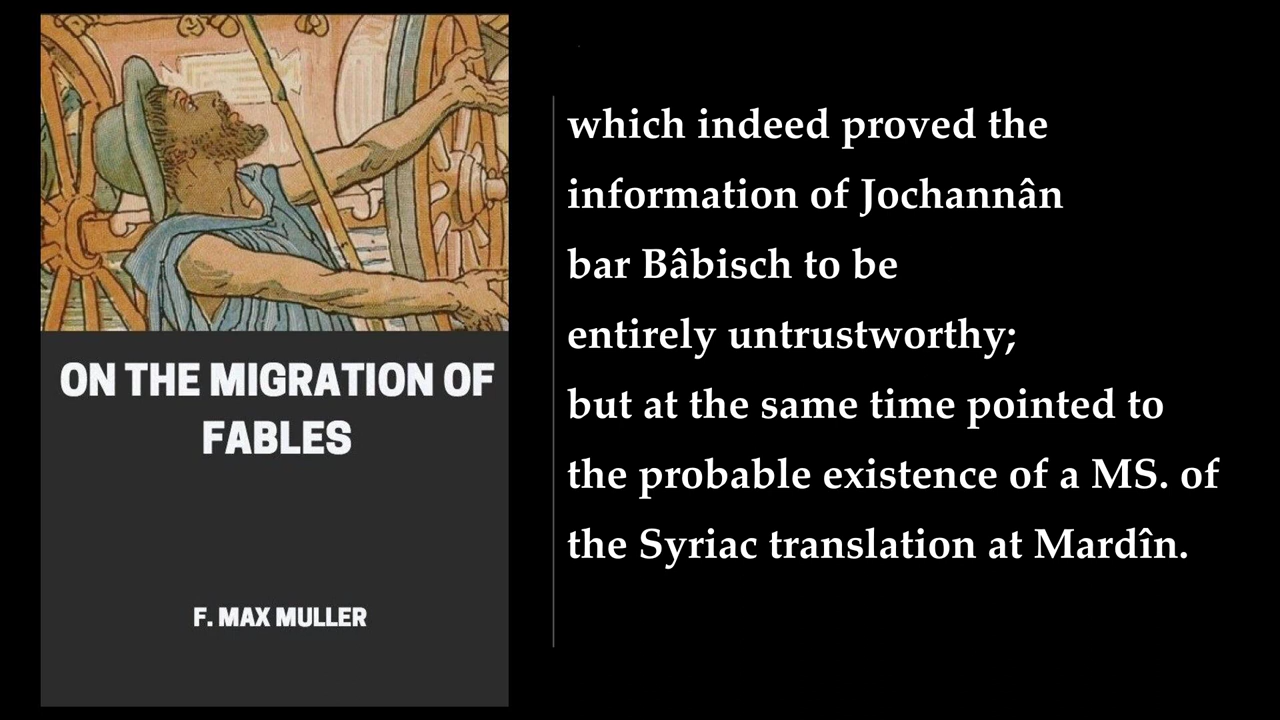 ON THE MIGRATION OF
FABLES
F. MAX MULLER
which indeed proved the
information of Jochannân
bar Bâbisch to be
entirely untrustworthy;
but at the same time pointed to
the probable existence of a MS. of
the Syriac translation at Mardîn.